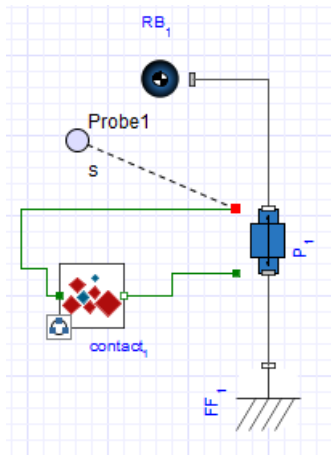 RB₁
Probe1
s
P₁
contact₁
FF₁